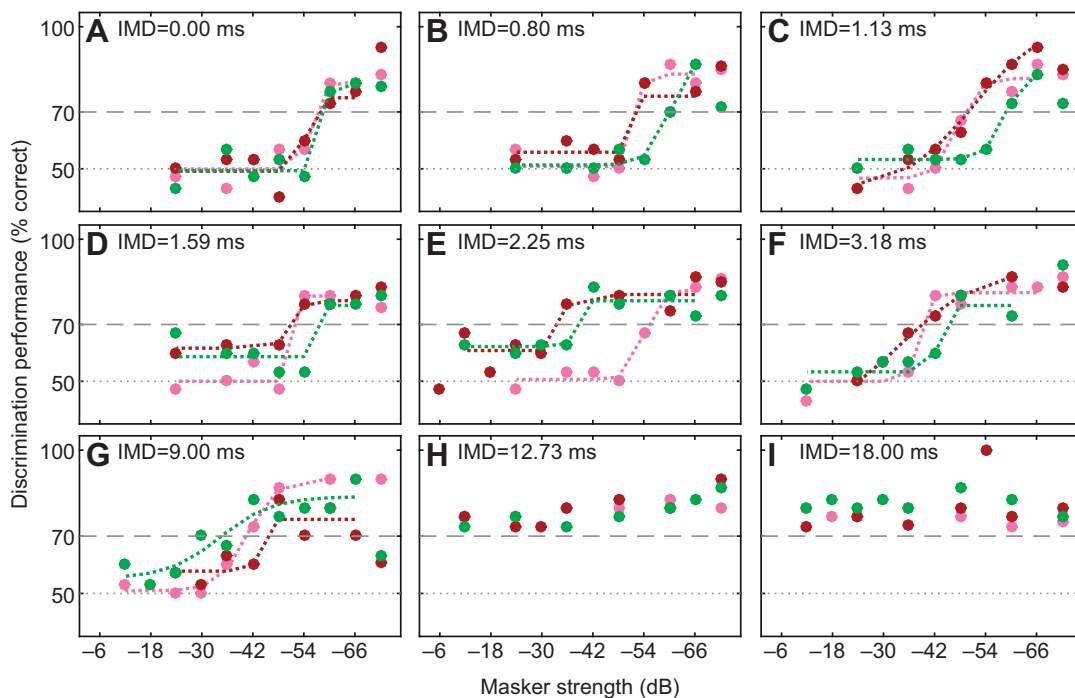 A IMD=0.00 ms
B IMD=0.80 ms
C IMD=1.13 ms
100
70
50
D IMD=1.59 ms
E IMD=2.25 ms
F IMD=3.18 ms
100
70
50
G IMD=9.00 ms
H IMD=12.73 ms
I IMD=18.00 ms
100
70
50
Discrimination performance (% correct)
–6 –18 –30 –42 –54 –66
–6 –18 –30 –42 –54 –66
–6 –18 –30 –42 –54 –66
Masker strength (dB)